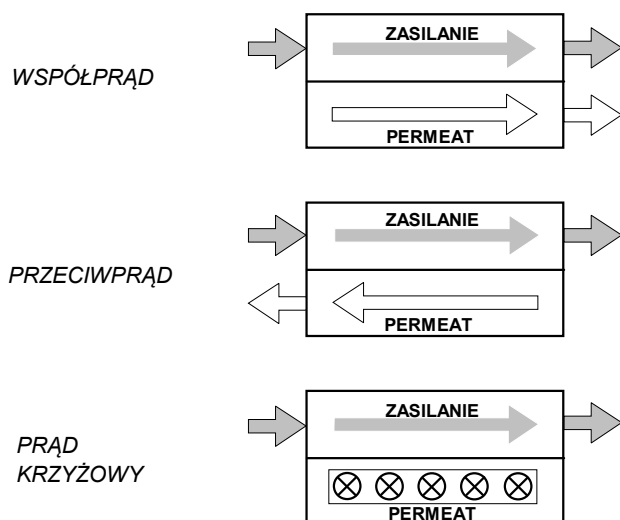 ZASILANIE
WSPÓŁPRĄD
PERMEAT
ZASILANIE
PRZECIWPRĄD
PERMEAT
ZASILANIE
PRĄD
KRZYŻOWY
PERMEAT